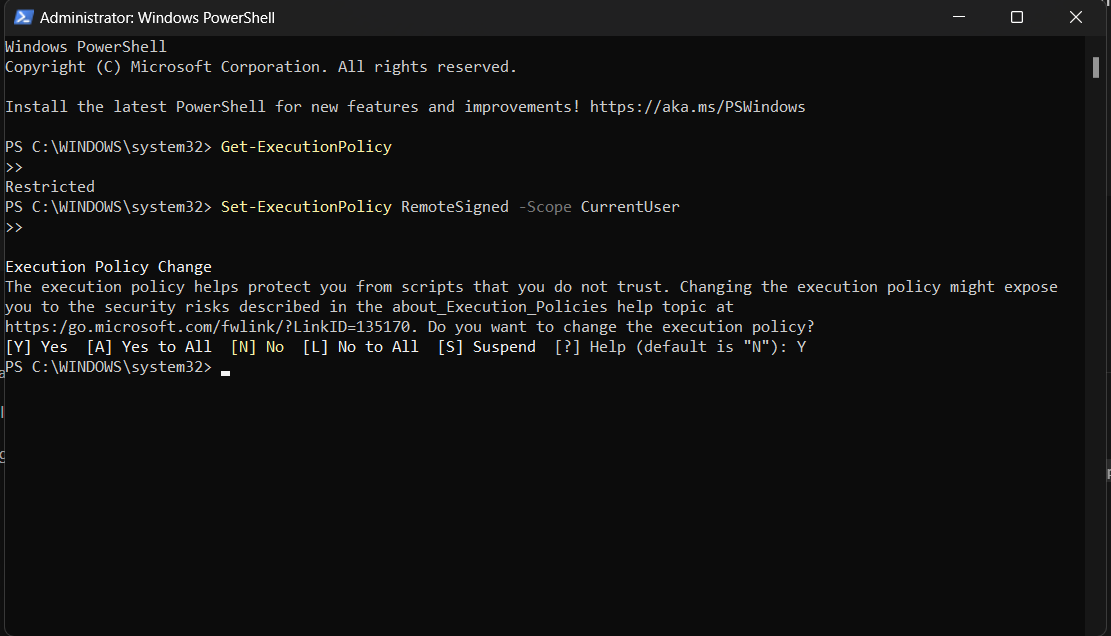 Administrator: Windows PowerShell
Windows PowerShell
Copyright (C) Microsoft Corporation. All rights reserved.
Install the latest PowerShell for new features and improvements! https://aka.ms/PSWindows
PS C:\WINDOWS\system32> Get-ExecutionPolicy
>>
Restricted
PS C:\WINDOWS\system32> Set-ExecutionPolicy RemoteSigned -Scope CurrentUser
>>
Execution Policy Change
The execution policy helps protect you from scripts that you do not trust. Changing the execution policy might expose
you to the security risks described in the about_Execution_Policies help topic at
https:/go.microsoft.com/fwlink/?LinkID=135170. Do you want to change the execution policy?
[Y] Yes  [A] Yes to All  [N] No  [L] No to All  [S] Suspend  [?] Help (default is "N"): Y
PS C:\WINDOWS\system32>